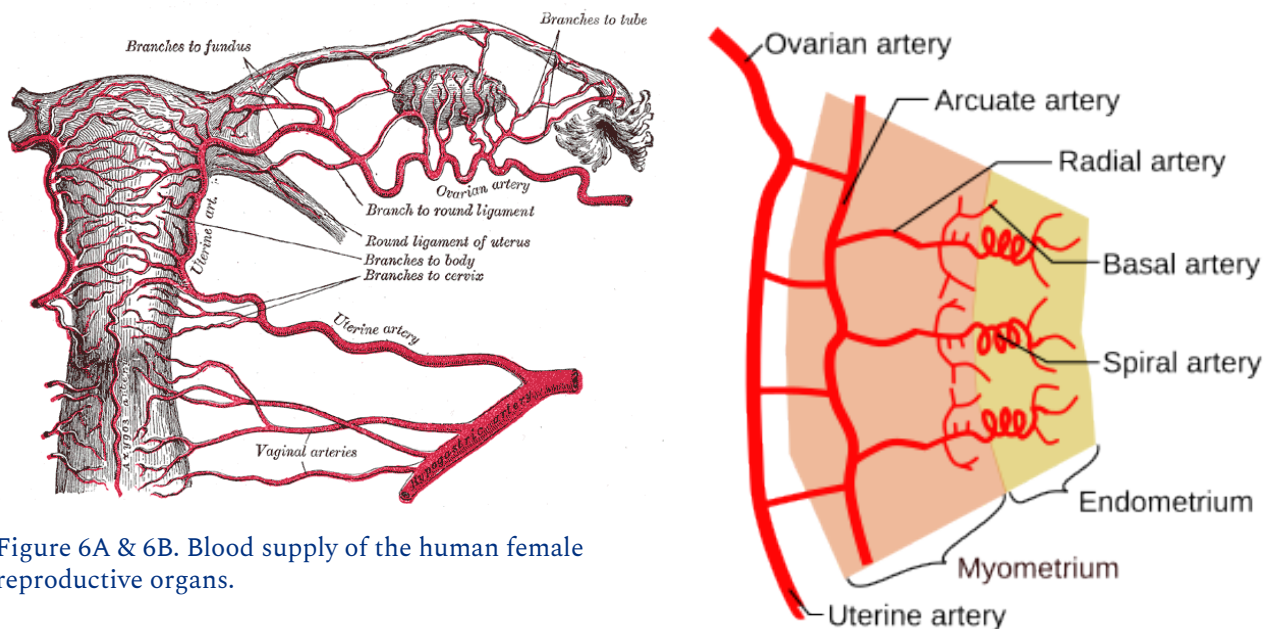 Branches to tube
Branches to fundus
Ovarian artery
Branch to round ligament
Uterine art.
Round ligament of uterus
Branches to body
Branches to cervix
Uterine artery
Vaginal arteries
Hypogastric artery
Ovarian artery
Arcuate artery
Radial artery
Basal artery
Spiral artery
Endometrium
Myometrium
Uterine artery
Figure 6A & 6B. Blood supply of the human female
reproductive organs.